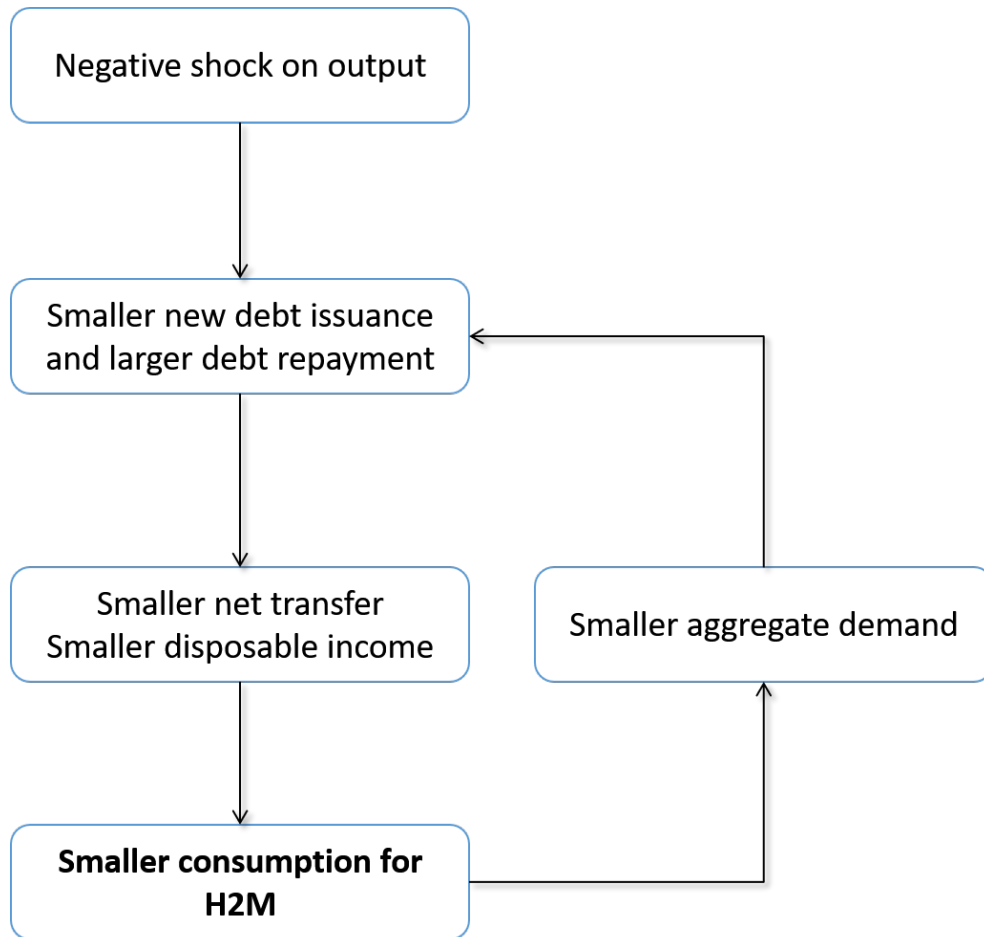 Negative shock on output
Smaller new debt issuance
and larger debt repayment
Smaller net transfer
Smaller disposable income
Smaller aggregate demand
Smaller consumption for
H2M